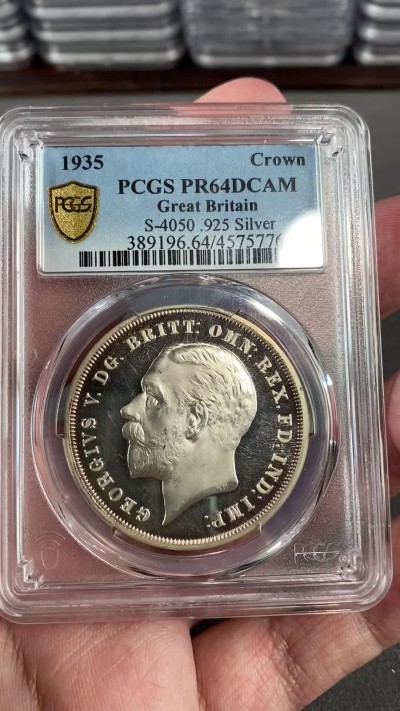 1935 Crown
PCGS PR64DCAM
Great Britain
S-4050 .925 Silver
389196.64/4575776
PCGS
GEORGIVS V. DG. BRITT: OMN: REX. FD: IND: IMP:
PCGS